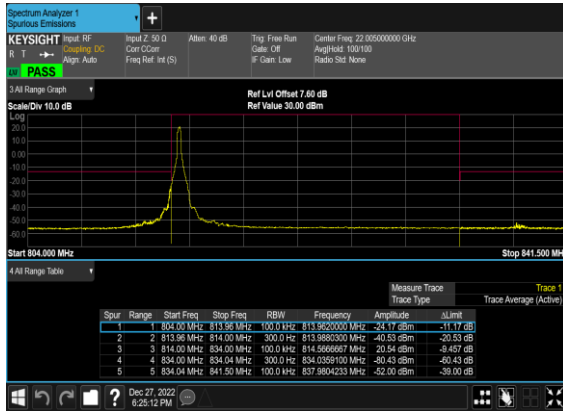 Spectrum Analyzer 1
Spurious Emissions
KEYSIGHT Input: RF Input Z: 50 Ω Atten: 40 dB Trig: Free Run Center Freq: 22.005000000 GHz
R T Coupling: DC Corr CCorr Gate: Off Avg|Hold: 100/100
Align: Auto Freq Ref: Int (S) IF Gain: Low Radio Std: None
PASS
3 All Range Graph Ref Lvl Offset 7.60 dB
Scale/Div 10.0 dB Ref Value 30.00 dBm
Log
20.0
10.0
0.00
-10.0
-20.0
-30.0
-40.0
-50.0
-60.0
Start 804.000 MHz Stop 841.500 MHz
4 All Range Table
Measure Trace Trace 1
Trace Type Trace Average (Active)
Spur Range Start Freq Stop Freq RBW Frequency Amplitude ΔLimit
1 1 804.00 MHz 813.96 MHz 100.0 kHz 813.9620000 MHz -24.17 dBm -11.17 dB
2 2 813.96 MHz 814.00 MHz 300.0 Hz 813.9880300 MHz -40.53 dBm -20.53 dB
3 3 814.00 MHz 834.00 MHz 100.0 kHz 814.5666667 MHz 20.54 dBm -9.457 dB
4 4 834.00 MHz 834.04 MHz 300.0 Hz 834.0359100 MHz -80.43 dBm -60.43 dB
5 5 834.04 MHz 841.50 MHz 100.0 kHz 837.9804233 MHz -52.00 dBm -39.00 dB
Dec 27, 2022
6:25:12 PM